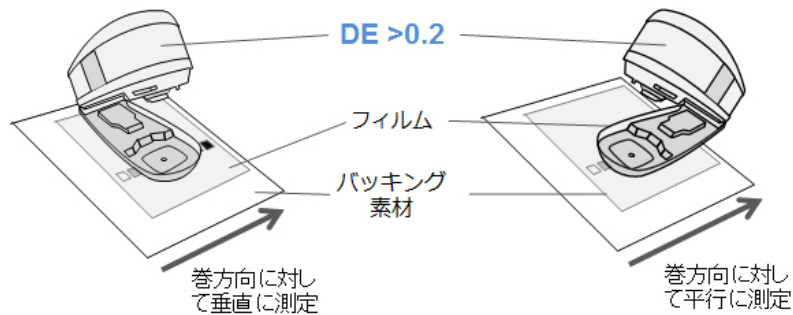 DE >0.2
フィルム
バッキング
素材
巻方向に対し
て垂直に測定
巻方向に対し
て平行に測定